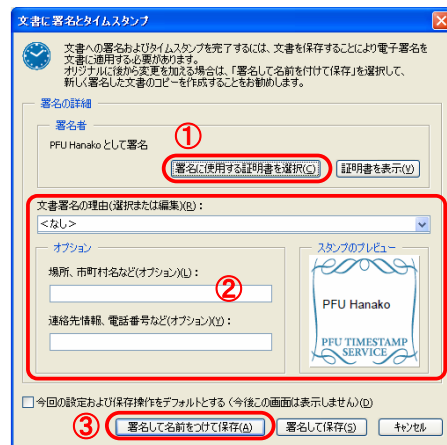 文書に署名とタイムスタンプ
文書への署名およびタイムスタンプを完了するには、文書を保存することにより電子署名を
文書に適用する必要があります。
オリジナルに後から変更を加える場合は、「署名して名前を付けて保存」を選択して、
新しく署名した文書のコピーを作成することをお勧めします。
署名の詳細
署名者
①
PFU Hanako として署名
署名に使用する証明書を選択(C)
証明書を表示(V)
文書署名の理由(選択または編集)(R):
<なし>
オプション
スタンプのプレビュー
場所、市町村名など(オプション)(L):
②
PFU Hanako
連絡先情報、電話番号など(オプション)(Y):
PFU TIMESTAMP
SERVICE
今回の設定および保存操作をデフォルトとする(今後この画面は表示しません)(D)
③
署名して名前をつけて保存(A)
署名して保存(S)
キャンセル